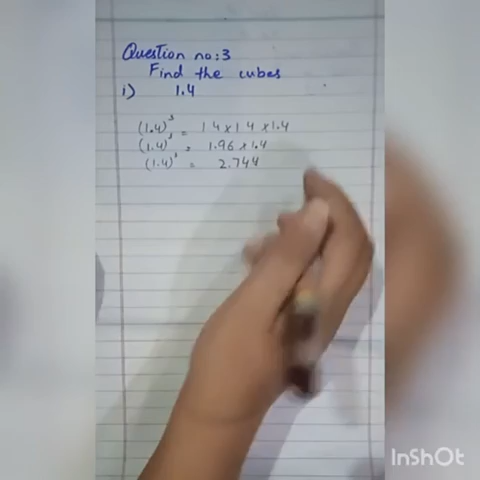 Question no:3
Find the cubes
i) 1.4
(1.4)³ = 1 4 x 1 4 x 1.4
(1.4)³ = 1.96 x 1.4
(1.4)³ = 2.744
InShOt